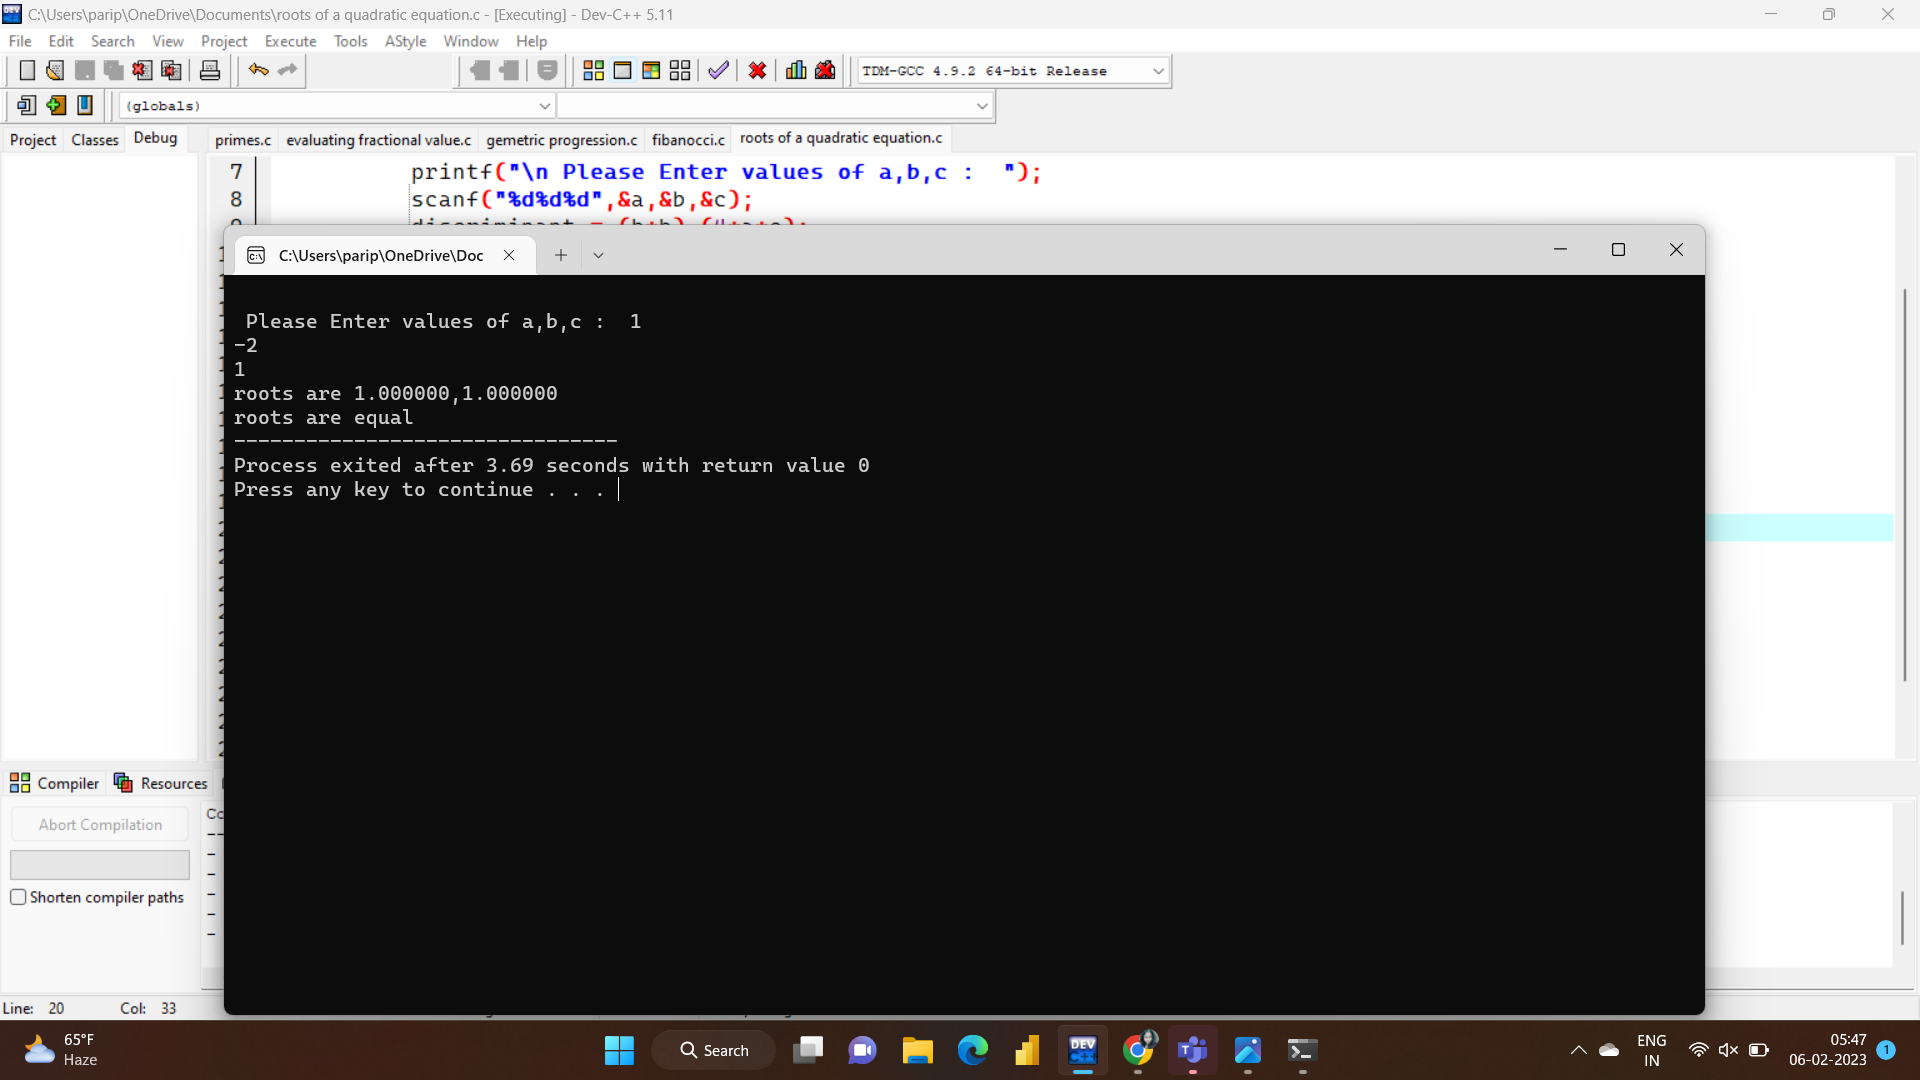 C:\Users\parip\OneDrive\Documents\roots of a quadratic equation.c - [Executing] - Dev-C++ 5.11
File Edit Search View Project Execute Tools AStyle Window Help
TDM-GCC 4.9.2 64-bit Release
(globals)
Project Classes Debug
primes.c evaluating fractional value.c gemetric progression.c fibanocci.c roots of a quadratic equation.c
7 printf("\n Please Enter values of a,b,c :  ");
8 scanf("%d%d%d",&a,&b,&c);
C:\Users\parip\OneDrive\Doc
Please Enter values of a,b,c :  1
-2
1
roots are 1.000000,1.000000
roots are equal
--------------------------------
Process exited after 3.69 seconds with return value 0
Press any key to continue . . .
Compiler Resources
Abort Compilation
Shorten compiler paths
Line: 20 Col: 33
65°F
Haze
Search
DEV
C++
ENG
IN
05:47
06-02-2023
1